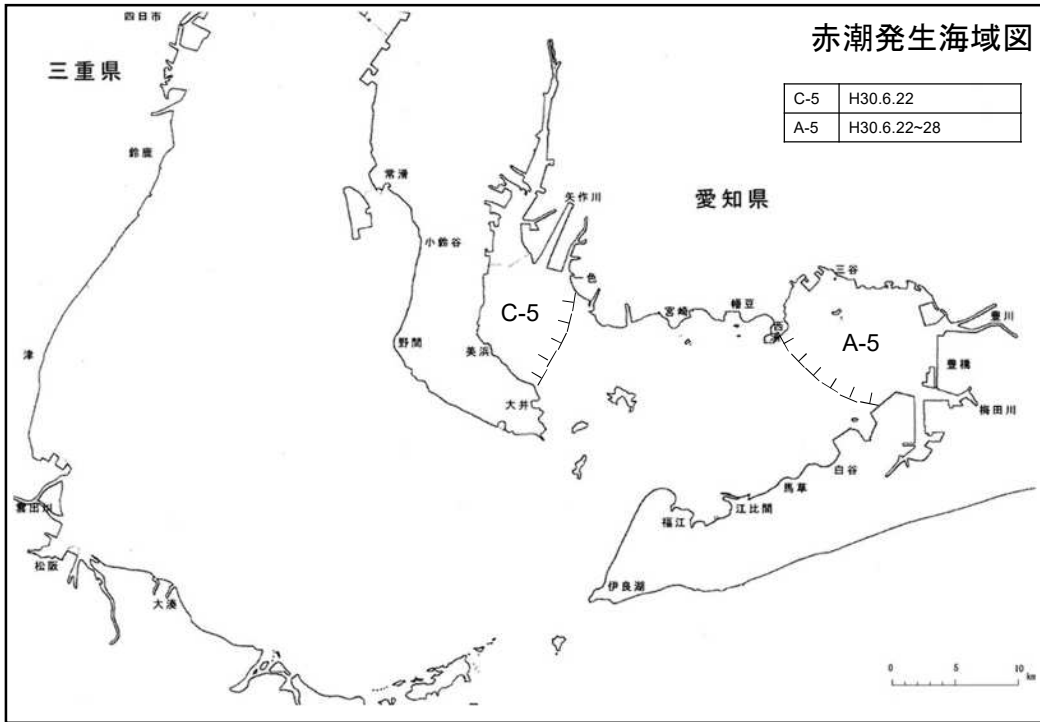 赤潮発生海域図
C-5 H30.6.22
A-5 H30.6.22~28
四日市
三重県
鈴鹿
常滑
矢作川
愛知県
小鈴谷
一色
三谷
C-5
宮崎
幡豆
西浦
豊川
A-5
津
野間
美浜
豊橋
大井
梅田川
白谷
馬草
雲出川
福江
江比間
松阪
伊良湖
大湊
0 5 10
km